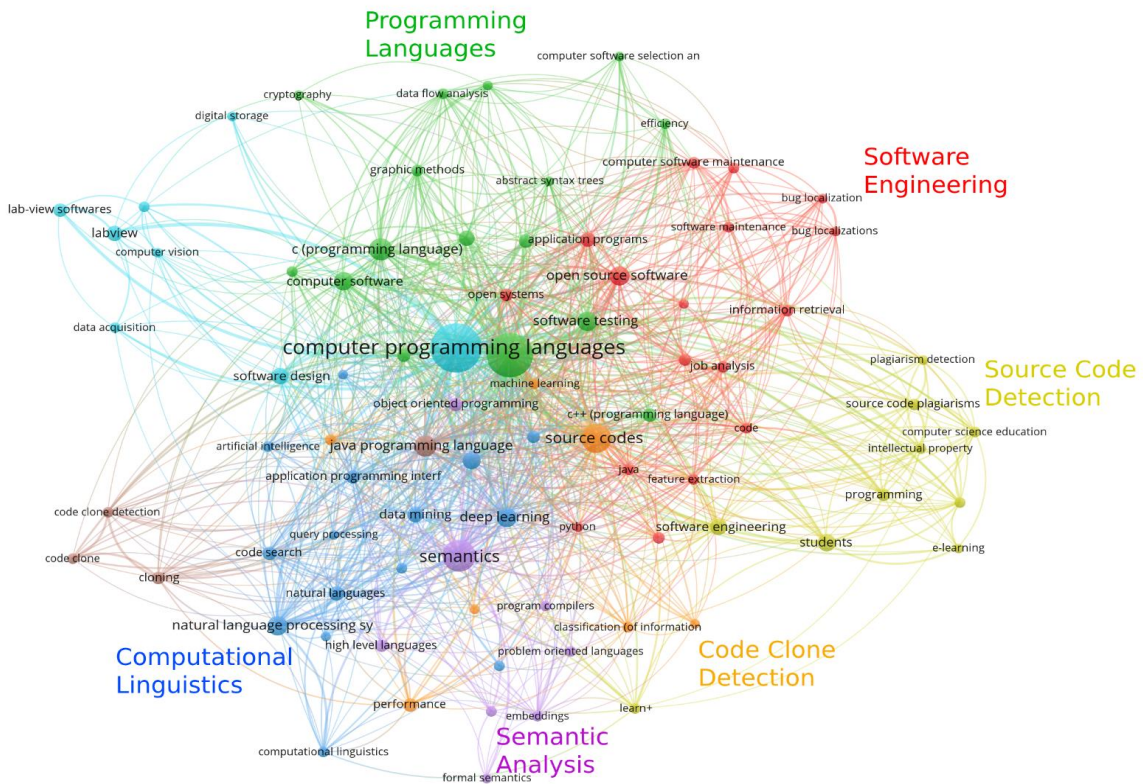 Programming
Languages
computer software selection an
cryptography
data flow analysis
digital storage
efficiency
Software
Engineering
computer software maintenance
graphic methods
abstract syntax trees
bug localization
lab-view softwares
labview
software maintenance
bug localizations
application programs
c (programming language)
computer vision
open source software
computer software
open systems
information retrieval
software testing
data acquisition
computer programming languages
plagiarism detection
Source Code
Detection
job analysis
software design
machine learning
object oriented programming
source code plagiarisms
c++ (programming language)
code
computer science education
source codes
artificial intelligence
java programming language
intellectual property
java
application programming interf
feature extraction
programming
code clone detection
data mining
deep learning
python
software engineering
query processing
students
e-learning
code search
semantics
code clone
cloning
natural languages
program compilers
natural language processing sy
classification (of information
high level languages
problem oriented languages
Computational
Linguistics
Code Clone
Detection
performance
embeddings
learn+
Semantic
Analysis
computational linguistics
formal semantics